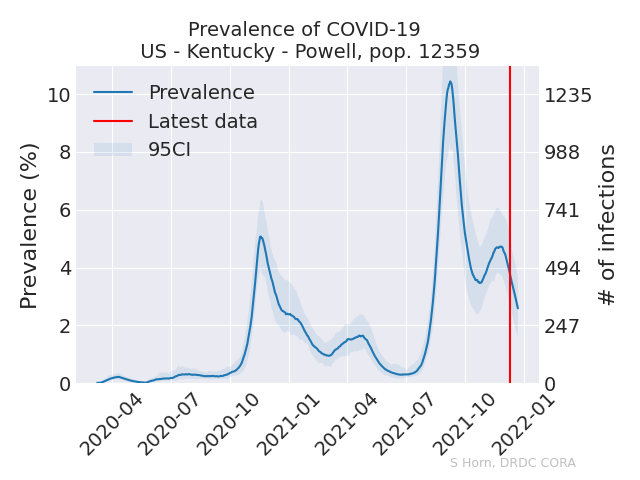 Prevalence of COVID-19
US - Kentucky - Powell, pop. 12359
Prevalence
Latest data
95CI
Prevalence (%)
10
8
6
4
2
0
1235
988
741
494
247
0
# of infections
2020-04
2020-07
2020-10
2021-01
2021-04
2021-07
2021-10
2022-01
S Horn, DRDC CORA